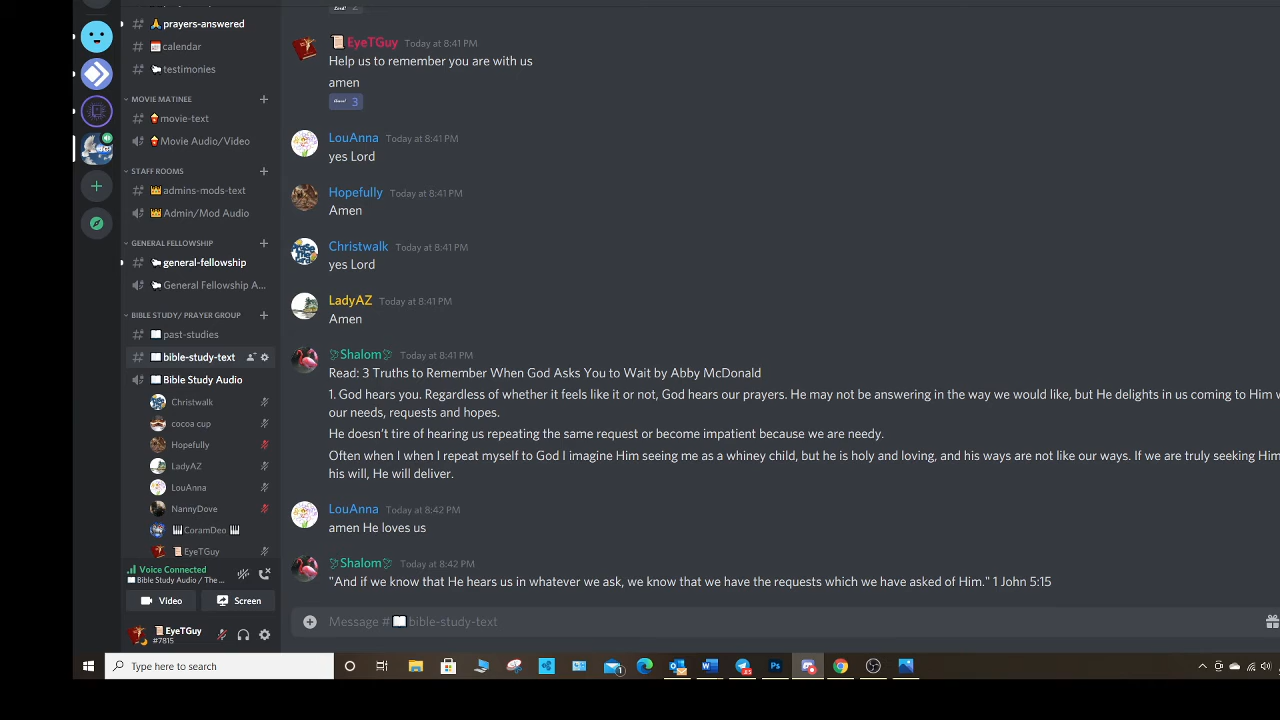 prayers-answered
calendar
testimonies
MOVIE MATINEE
movie-text
Movie Audio/Video
STAFF ROOMS
admins-mods-text
Admin/Mod Audio
GENERAL FELLOWSHIP
general-fellowship
General Fellowship A...
BIBLE STUDY/ PRAYER GROUP
past-studies
bible-study-text
Bible Study Audio
Christwalk
cocoa cup
Hopefully
LadyAZ
LouAnna
NannyDove
CoramDeo
EyeTGuy
Voice Connected
Bible Study Audio / The ...
Video
Screen
EyeTGuy
#7815
2
EyeTGuy Today at 8:41 PM
Help us to remember you are with us
amen
3
LouAnna Today at 8:41 PM
yes Lord
Hopefully Today at 8:41 PM
Amen
Christwalk Today at 8:41 PM
yes Lord
LadyAZ Today at 8:41 PM
Amen
Shalom Today at 8:41 PM
Read: 3 Truths to Remember When God Asks You to Wait by Abby McDonald
1. God hears you. Regardless of whether it feels like it or not, God hears our prayers. He may not be answering in the way we would like, but He delights in us coming to Him w
our needs, requests and hopes.
He doesn't tire of hearing us repeating the same request or become impatient because we are needy.
Often when I when I repeat myself to God I imagine Him seeing me as a whiney child, but he is holy and loving, and his ways are not like our ways. If we are truly seeking Him
his will, He will deliver.
LouAnna Today at 8:42 PM
amen He loves us
Shalom Today at 8:42 PM
"And if we know that He hears us in whatever we ask, we know that we have the requests which we have asked of Him." 1 John 5:15
Message # bible-study-text
Type here to search